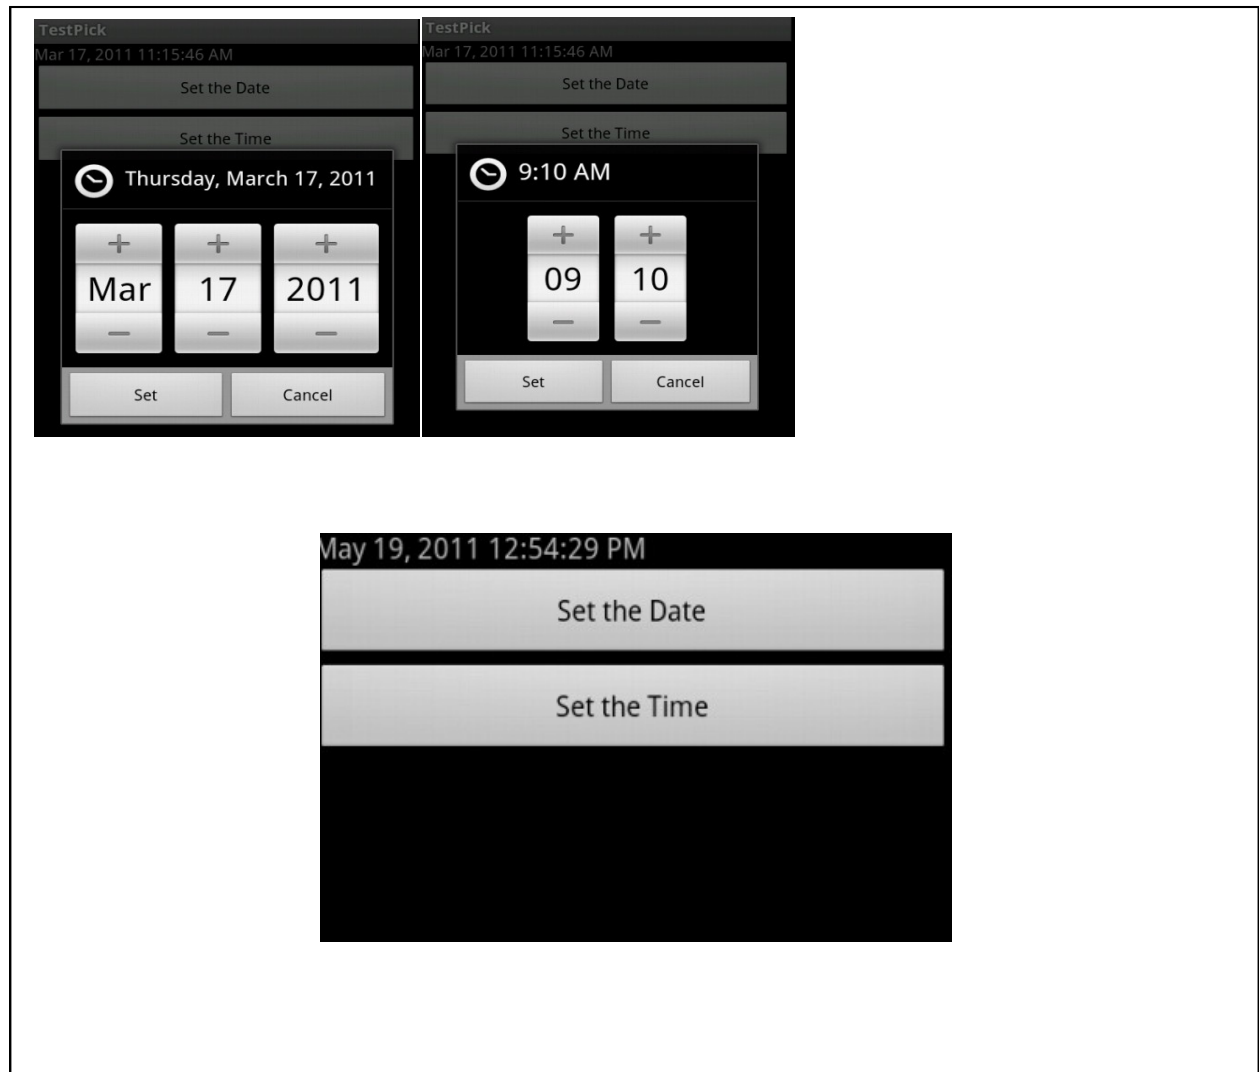 TestPick
Mar 17, 2011 11:15:46 AM
Set the Date
Set the Time
Thursday, March 17, 2011
+ + +
Mar 17 2011
− − −
Set Cancel
TestPick
Mar 17, 2011 11:15:46 AM
Set the Date
Set the Time
9:10 AM
+ +
09 10
− −
Set Cancel
May 19, 2011 12:54:29 PM
Set the Date
Set the Time